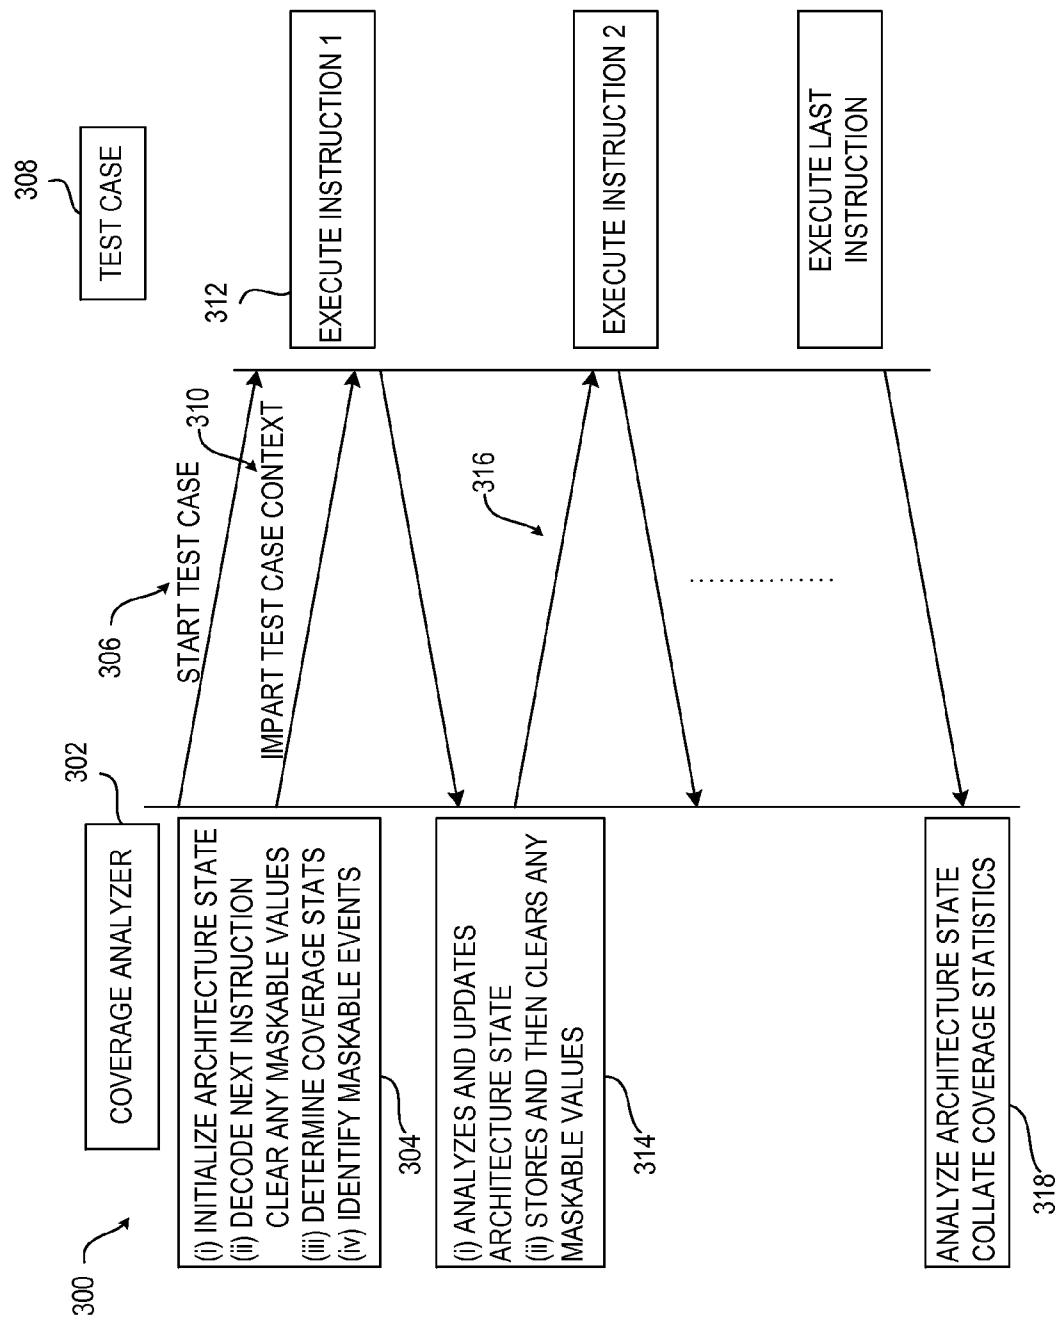 300
COVERAGE ANALYZER
302
308
TEST CASE
(i) INITIALIZE ARCHITECTURE STATE
(ii) DECODE NEXT INSTRUCTION
CLEAR ANY MASKABLE VALUES
(iii) DETERMINE COVERAGE STATS
(iv) IDENTIFY MASKABLE EVENTS
304
306
START TEST CASE
310
IMPART TEST CASE CONTEXT
312
EXECUTE INSTRUCTION 1
(i) ANALYZES AND UPDATES
ARCHITECTURE STATE
(ii) STORES AND THEN CLEARS ANY
MASKABLE VALUES
314
316
EXECUTE INSTRUCTION 2
EXECUTE LAST
INSTRUCTION
ANALYZE ARCHITECTURE STATE
COLLATE COVERAGE STATISTICS
318